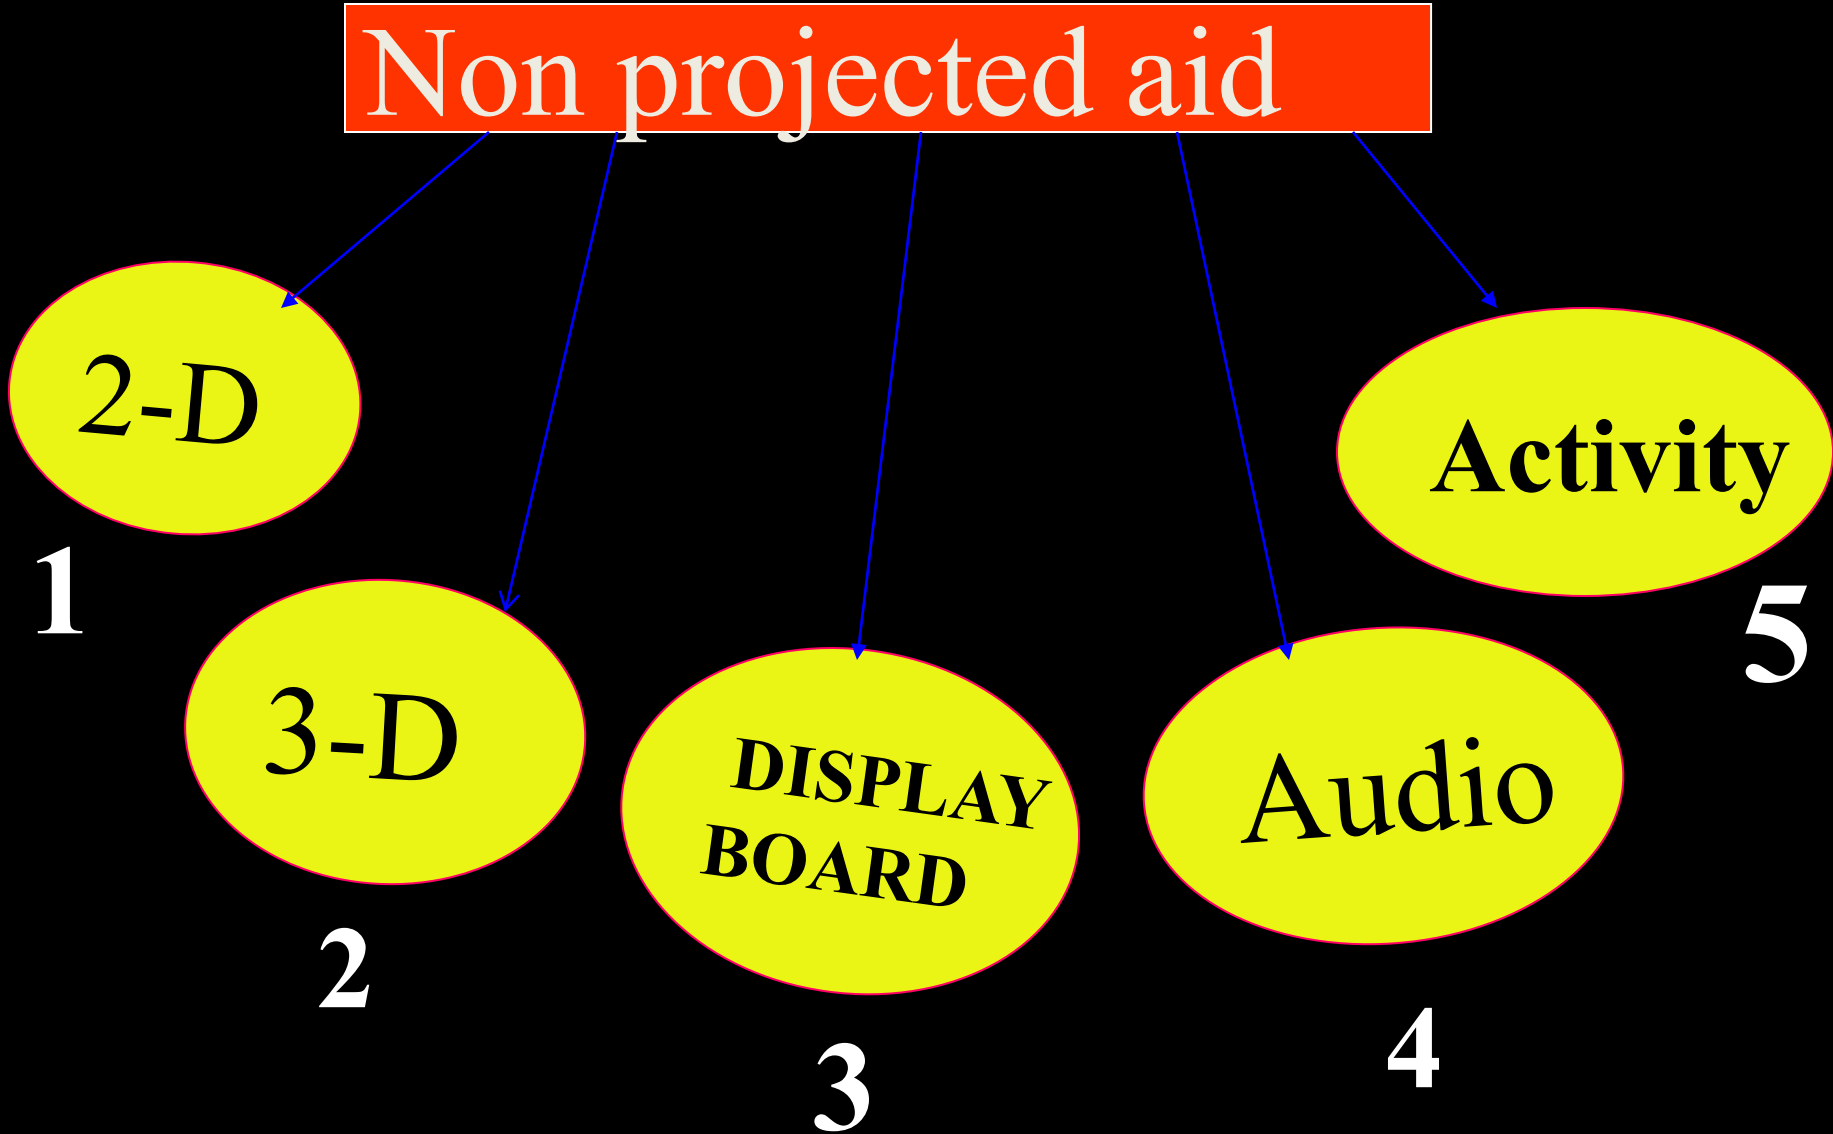 Non projected aid
2-D
1
3-D
2
DISPLAY
BOARD
3
Audio
4
Activity
5